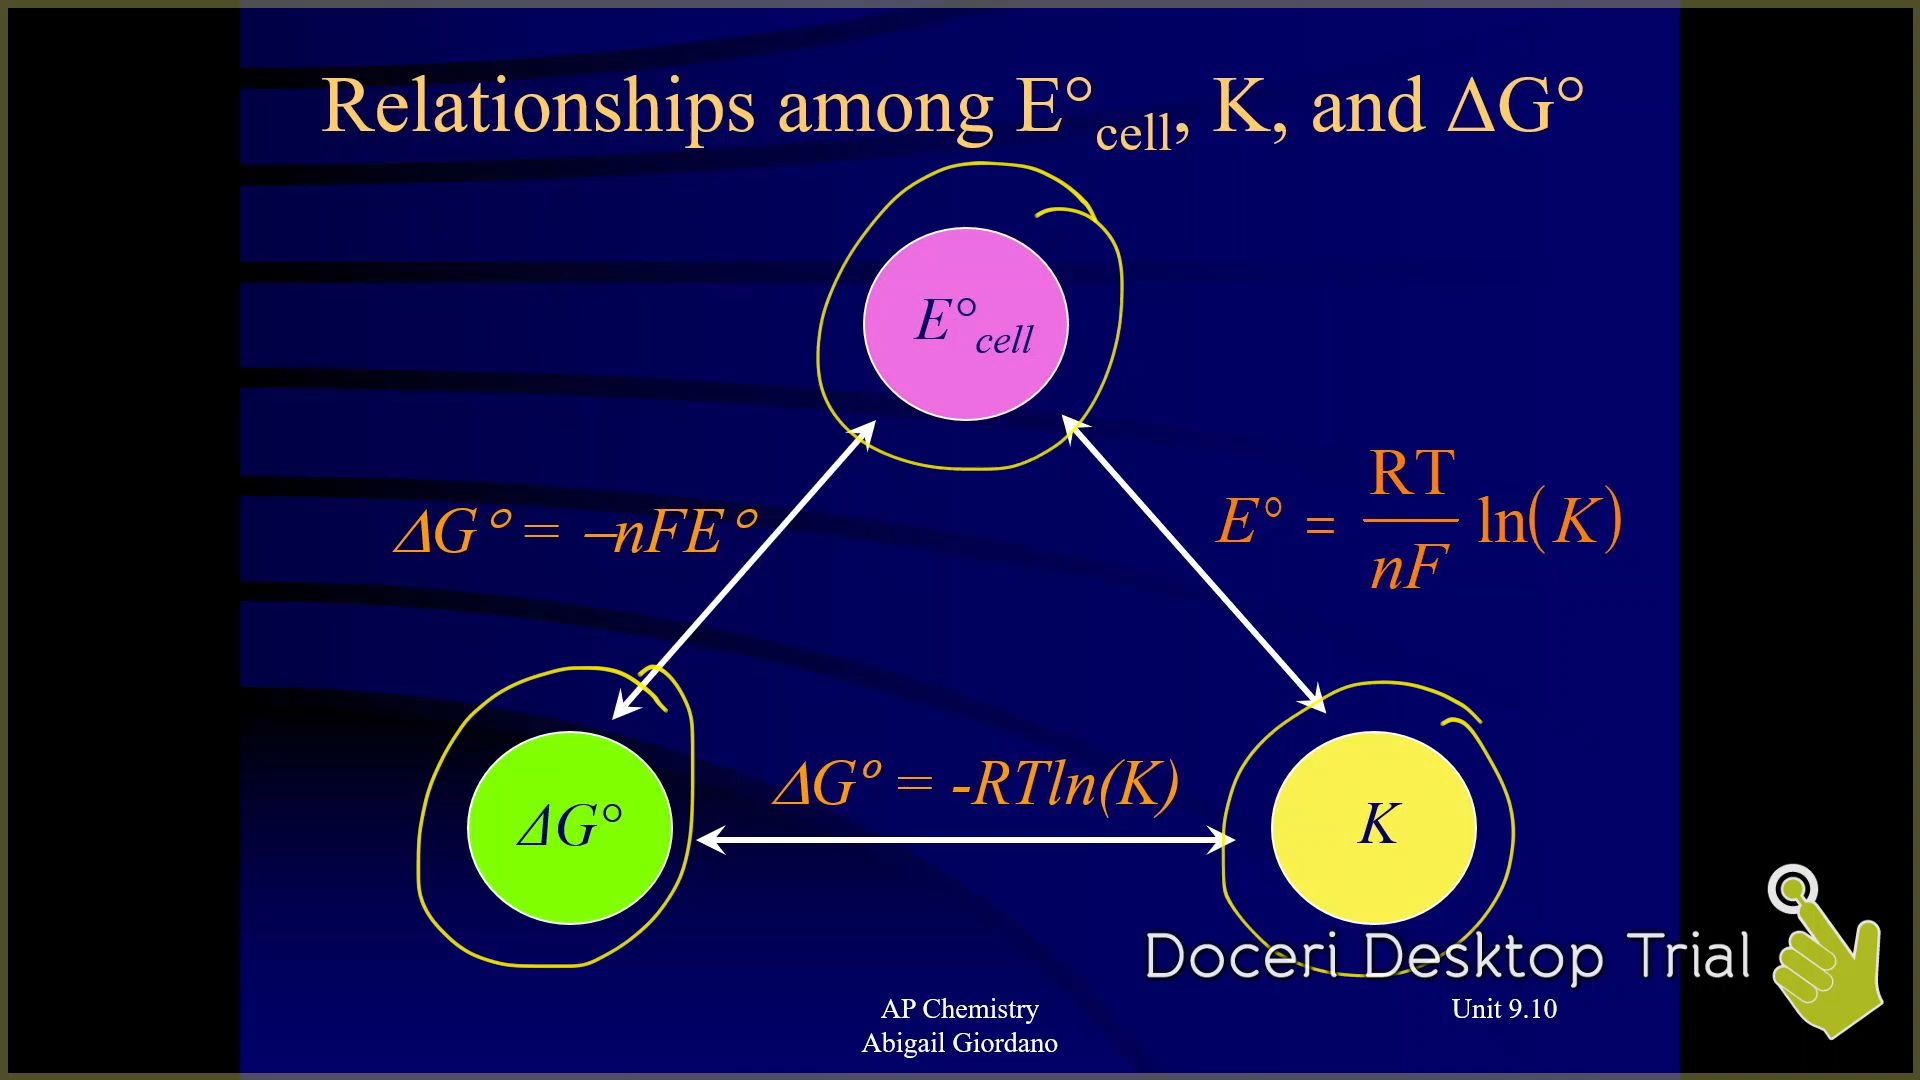 Relationships among E°cell, K, and ΔG°
E°cell
ΔG° = –nFE°
E° = RT/nF ln(K)
ΔGº = -RTln(K)
ΔG°
K
Doceri Desktop Trial
AP Chemistry
Abigail Giordano
Unit 9.10